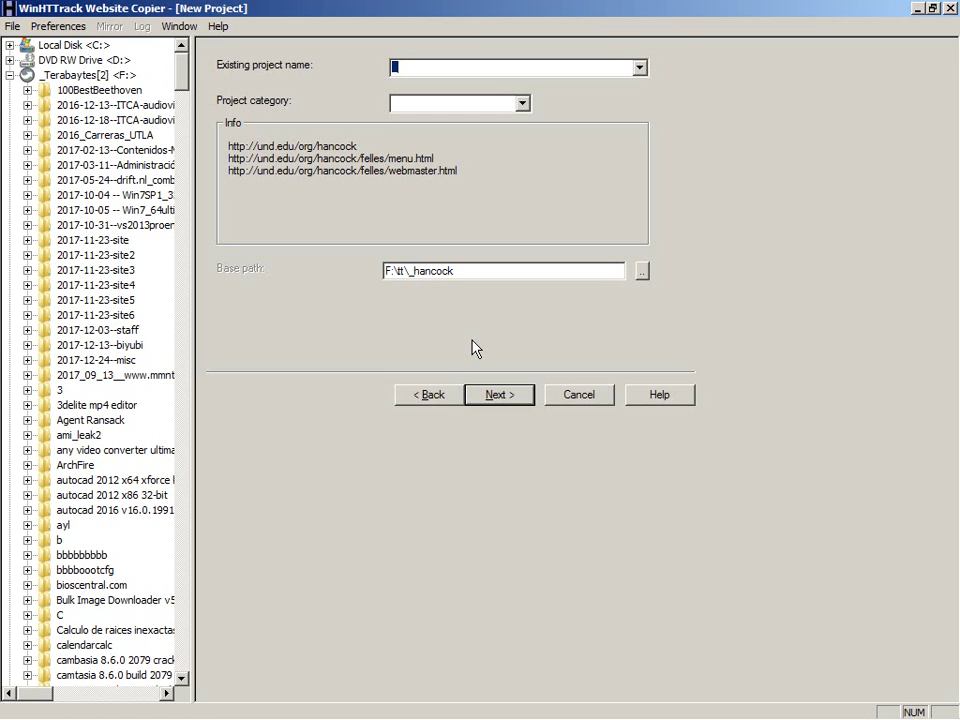 WinHTTrack Website Copier - [New Project]
File Preferences Mirror Log Window Help
Local Disk <C:>
DVD RW Drive <D:>
_Terabaytes[2] <F:>
100BestBeethoven
2016-12-13--ITCA-audiovi
2016-12-18--ITCA-audiovi
2016_Carreras_UTLA
2017-02-13--Contenidos-M
2017-03-11--Administració
2017-05-24--drift.nl_comb
2017-10-04 -- Win7SP1_3
2017-10-05 -- Win7_64ulti
2017-10-31--vs2013proen
2017-11-23-site
2017-11-23-site2
2017-11-23-site3
2017-11-23-site4
2017-11-23-site5
2017-11-23-site6
2017-12-03--staff
2017-12-13--biyubi
2017-12-24--misc
2017_09_13__www.mmnt
3
3delite mp4 editor
Agent Ransack
ami_leak2
any video converter ultima
ArchFire
autocad 2012 x64 xforce k
autocad 2012 x86 32-bit
autocad 2016 v16.0.1991
ayl
b
bbbbbbbbb
bbbboootcfg
bioscentral.com
Bulk Image Downloader v5
C
Calculo de raices inexactas
calendarcalc
cambasia 8.6.0 2079 crack
camtasia 8.6.0 build 2079
Existing project name:
Project category:
Info
http://und.edu/org/hancock
http://und.edu/org/hancock/felles/menu.html
http://und.edu/org/hancock/felles/webmaster.html
Base path:
F:\tt\_hancock
..
< Back
Next >
Cancel
Help
NUM